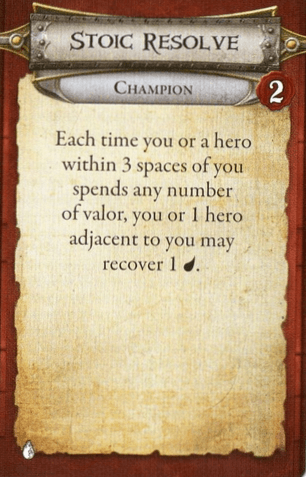 Stoic Resolve
Champion
2
Each time you or a hero
within 3 spaces of you
spends any number
of valor, you or 1 hero
adjacent to you may
recover 1 .